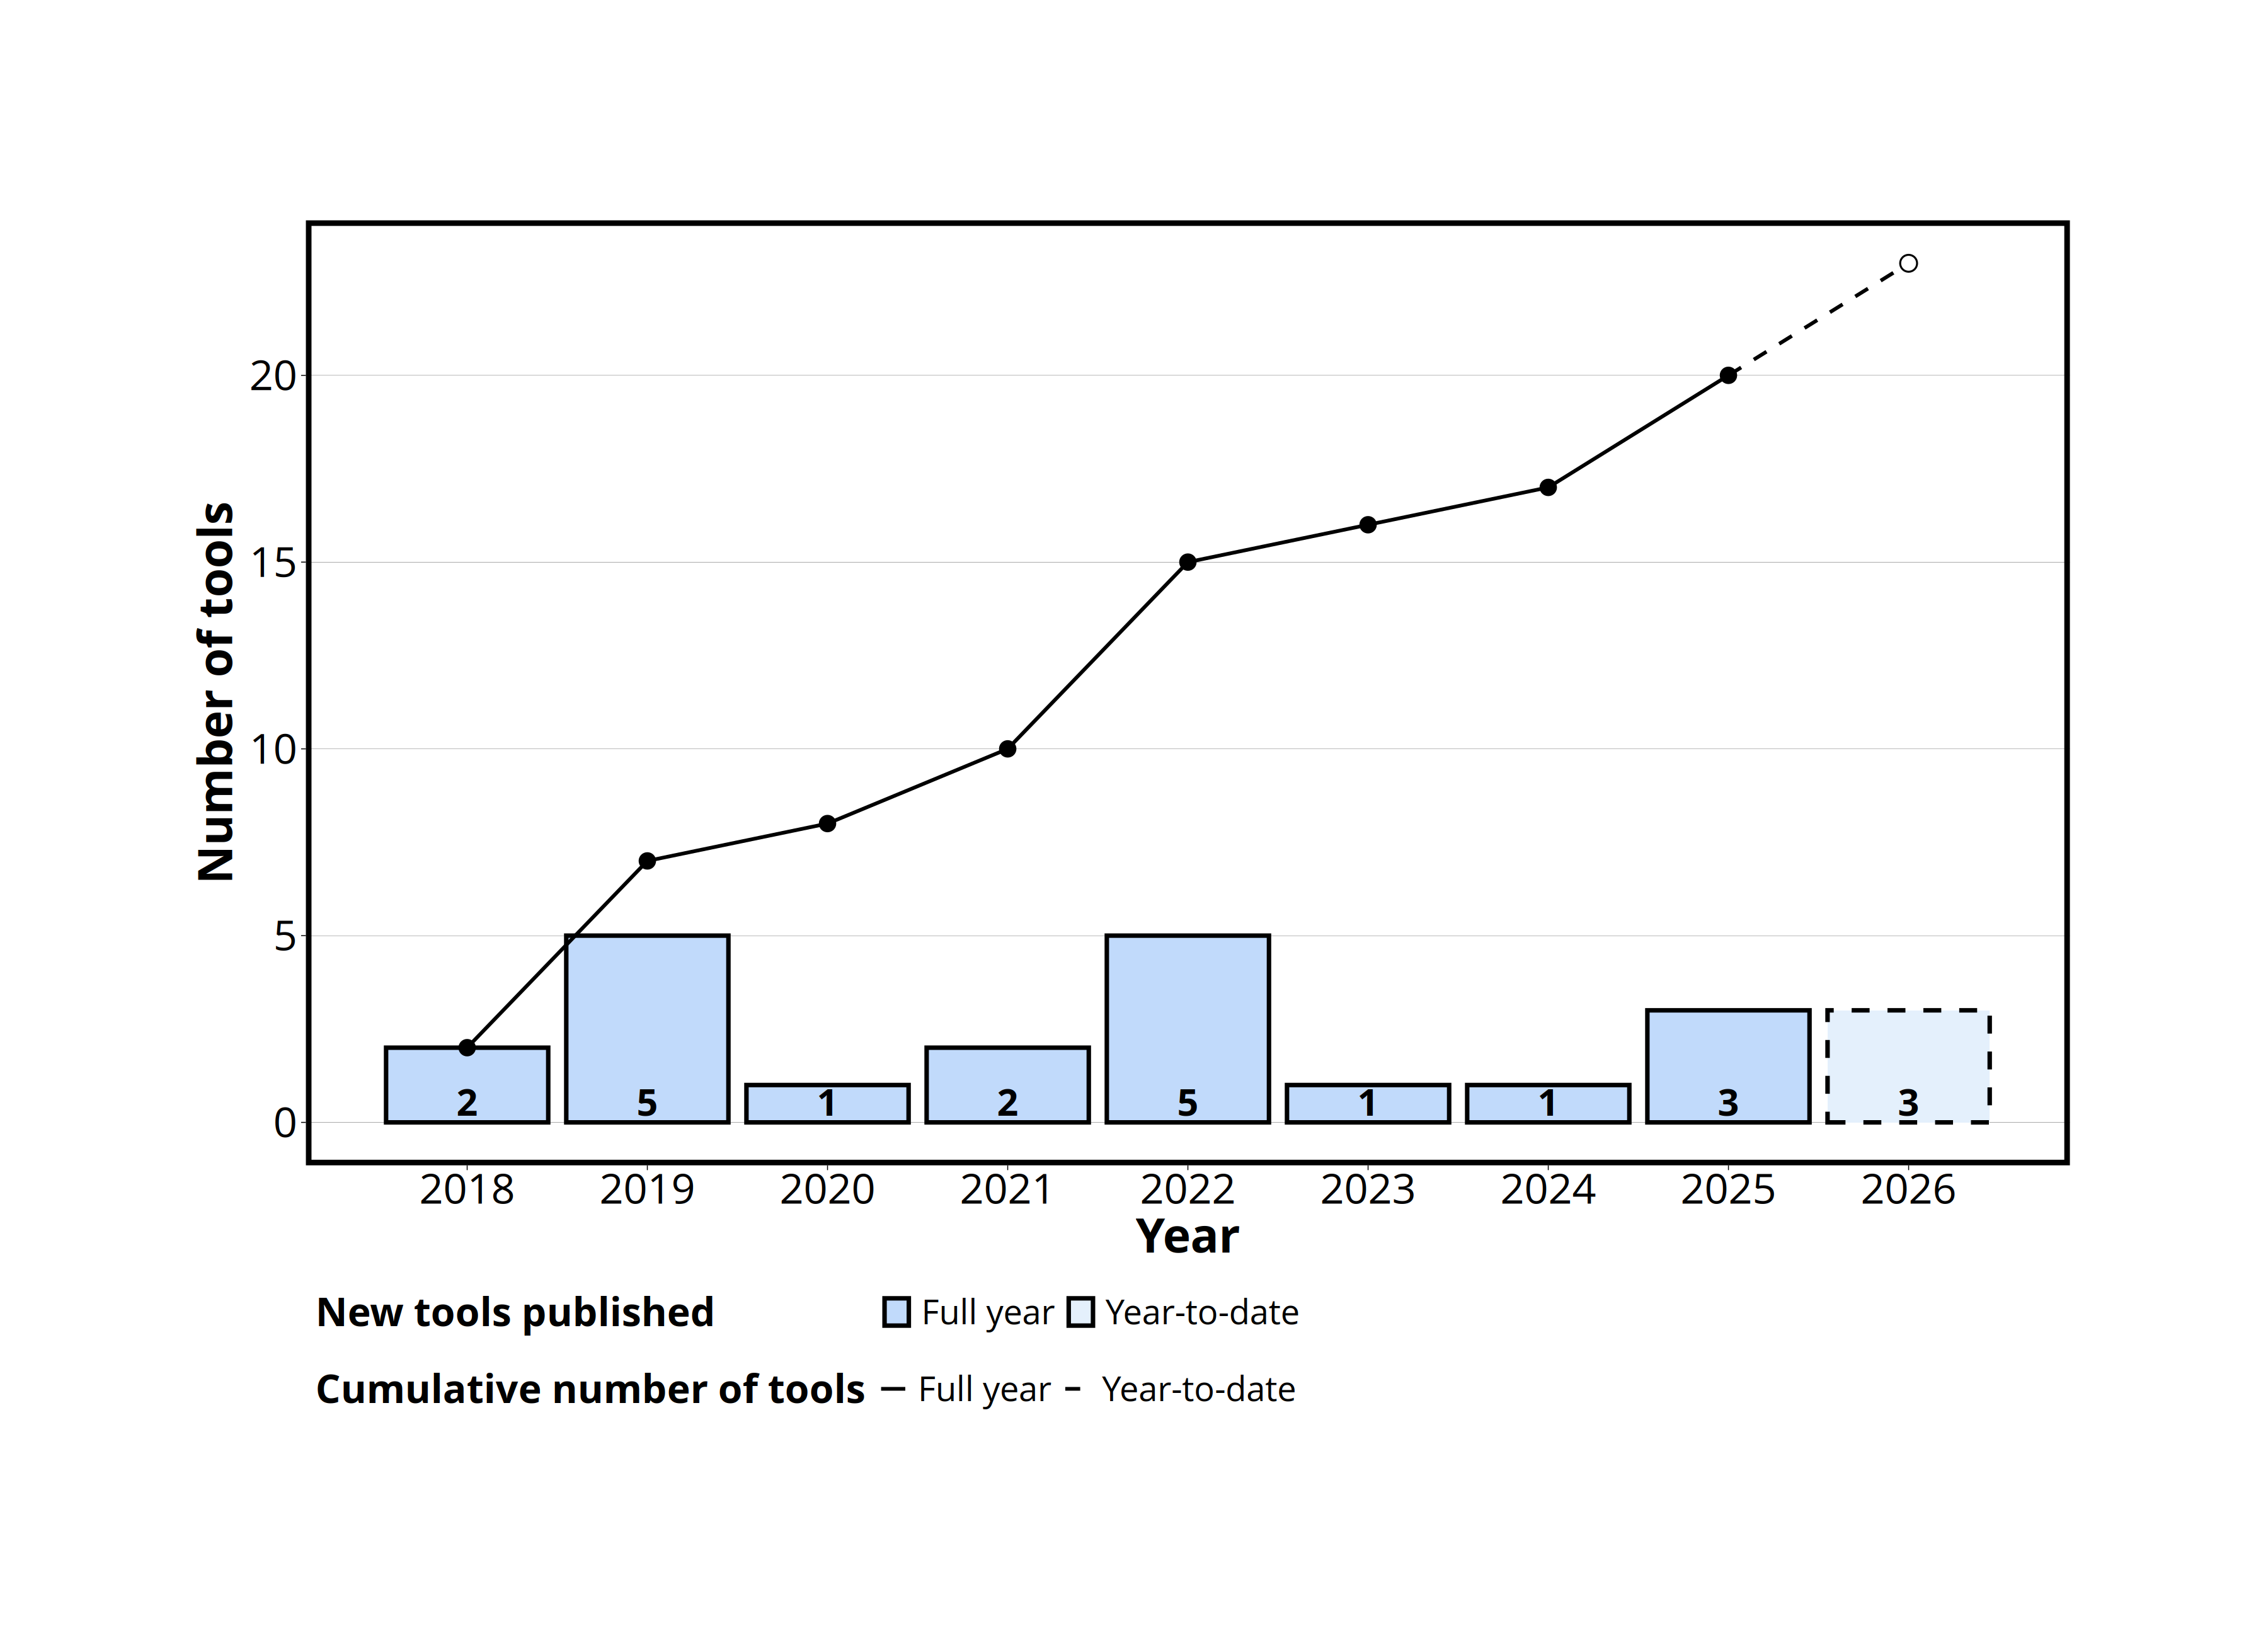 Number of tools
20
15
10
5
0
2 5 1 2 5 1 1 3 3
2018 2019 2020 2021 2022 2023 2024 2025 2026
Year
New tools published Full year Year-to-date
Cumulative number of tools Full year Year-to-date